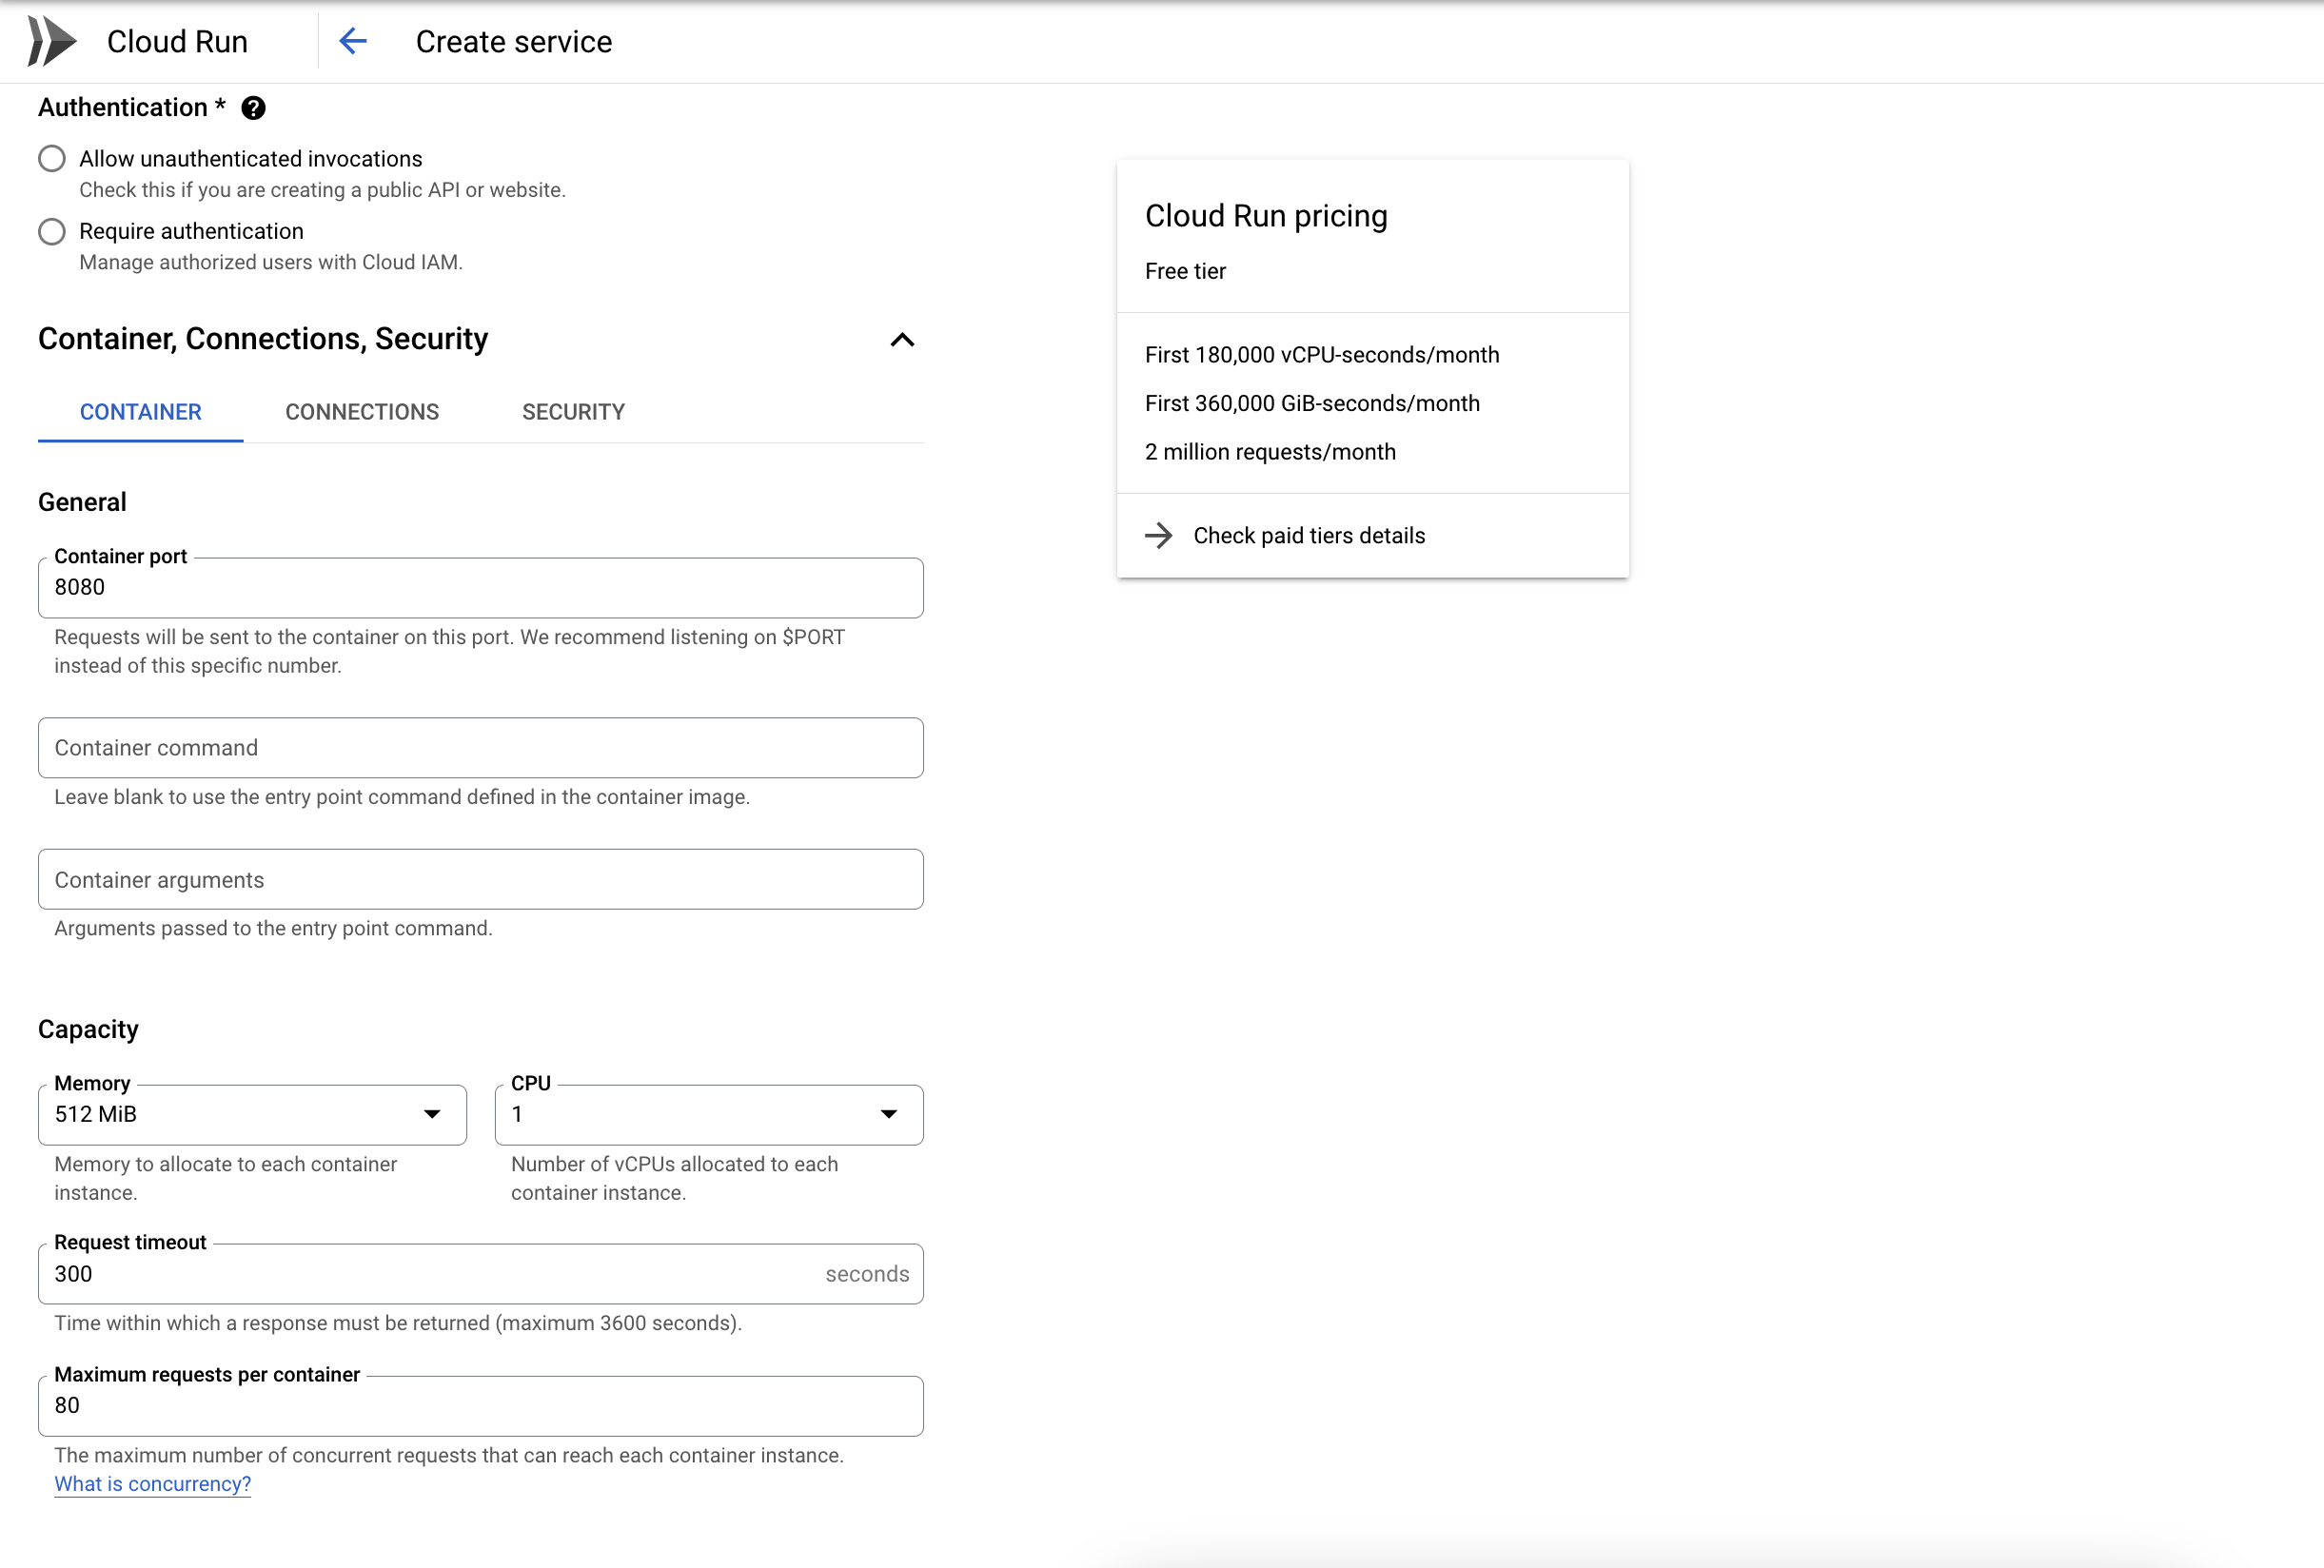 Cloud Run
Create service
Authentication *
Allow unauthenticated invocations
Check this if you are creating a public API or website.
Require authentication
Manage authorized users with Cloud IAM.
Container, Connections, Security
CONTAINER
CONNECTIONS
SECURITY
General
Container port
8080
Requests will be sent to the container on this port. We recommend listening on $PORT
instead of this specific number.
Container command
Leave blank to use the entry point command defined in the container image.
Container arguments
Arguments passed to the entry point command.
Capacity
Memory
512 MiB
Memory to allocate to each container
instance.
CPU
1
Number of vCPUs allocated to each
container instance.
Request timeout
300
seconds
Time within which a response must be returned (maximum 3600 seconds).
Maximum requests per container
80
The maximum number of concurrent requests that can reach each container instance.
What is concurrency?
Cloud Run pricing
Free tier
First 180,000 vCPU-seconds/month
First 360,000 GiB-seconds/month
2 million requests/month
Check paid tiers details